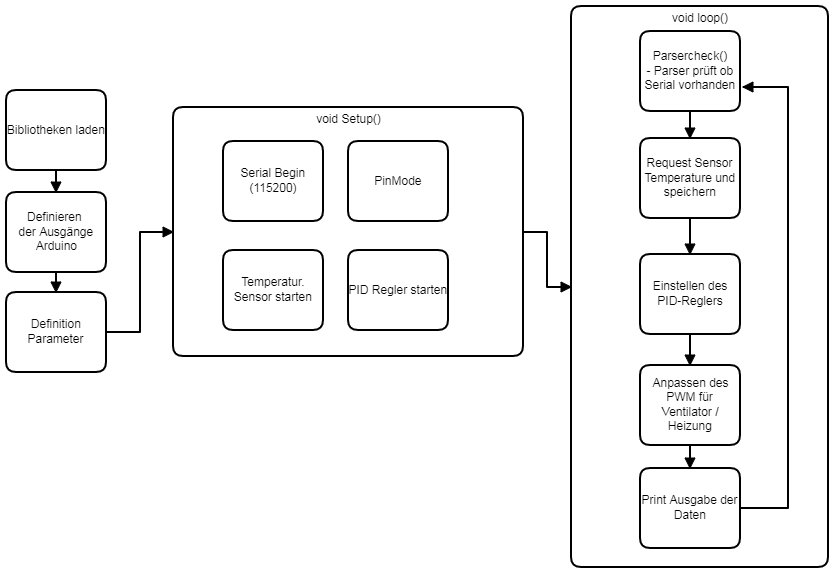 Bibliotheken laden
Definieren
der Ausgänge
Arduino
Definition
Parameter
void Setup()
Serial Begin
(115200)
PinMode
Temperatur.
Sensor starten
PID Regler starten
void loop()
Parsercheck()
- Parser prüft ob
Serial vorhanden
Request Sensor
Temperature und
speichern
Einstellen des
PID-Reglers
Anpassen des
PWM für
Ventilator /
Heizung
Print Ausgabe der
Daten